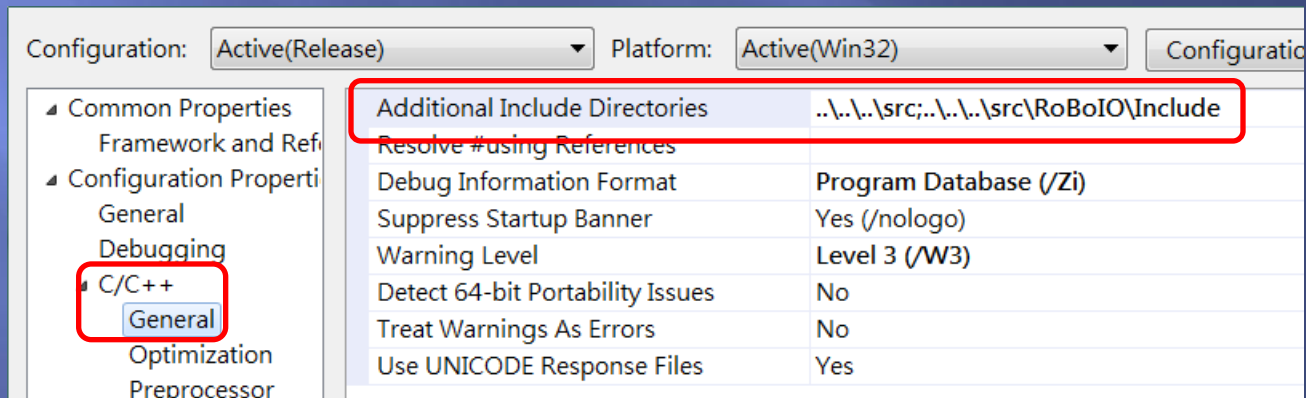 Configuration: Active(Release) Platform: Active(Win32) Configuratio
Common Properties
Framework and Refe
Configuration Properti
General
Debugging
C/C++
General
Optimization
Preprocessor
Additional Include Directories ..\..\..\src;..\..\..\src\RoBoIO\Include
Resolve #using References
Debug Information Format Program Database (/Zi)
Suppress Startup Banner Yes (/nologo)
Warning Level Level 3 (/W3)
Detect 64-bit Portability Issues No
Treat Warnings As Errors No
Use UNICODE Response Files Yes